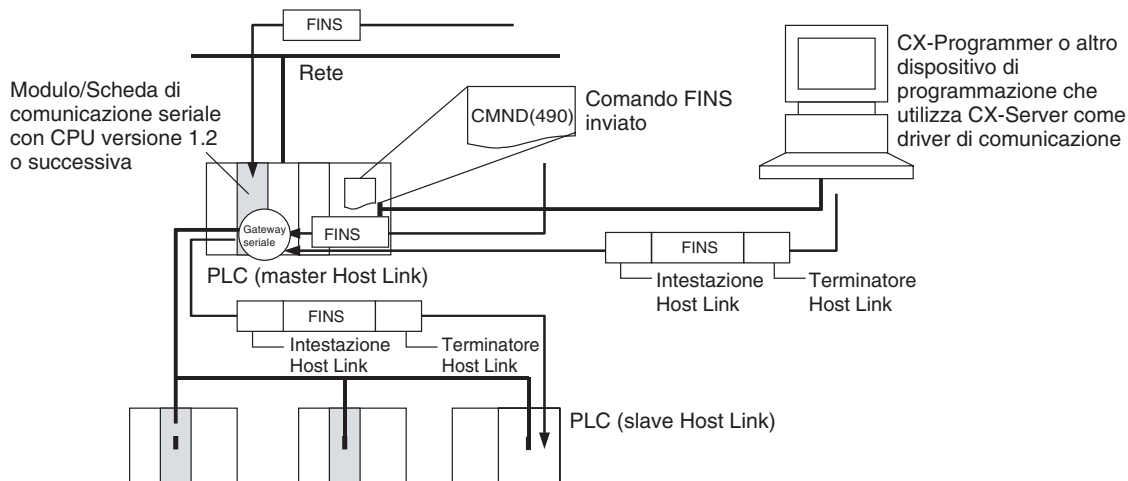 FINS
Rete
Modulo/Scheda di
comunicazione seriale
con CPU versione 1.2
o successiva
CMND(490)
Comando FINS
inviato
CX-Programmer o altro
dispositivo di
programmazione che
utilizza CX-Server come
driver di comunicazione
Gateway
seriale
FINS
FINS
PLC (master Host Link)
Intestazione
Host Link
Terminatore
Host Link
FINS
Intestazione
Host Link
Terminatore
Host Link
PLC (slave Host Link)